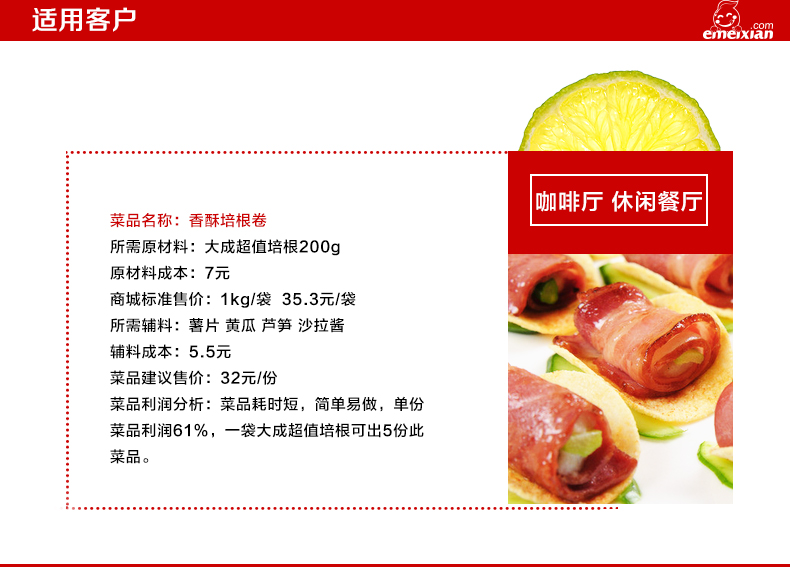 适用客户
.com
emeixian
咖啡厅 休闲餐厅
菜品名称：香酥培根卷
所需原材料：大成超值培根200g
原材料成本：7元
商城标准售价：1kg/袋 35.3元/袋
所需辅料：薯片 黄瓜 芦笋 沙拉酱
辅料成本：5.5元
菜品建议售价：32元/份
菜品利润分析：菜品耗时短，简单易做，单份
菜品利润61%，一袋大成超值培根可出5份此
菜品。